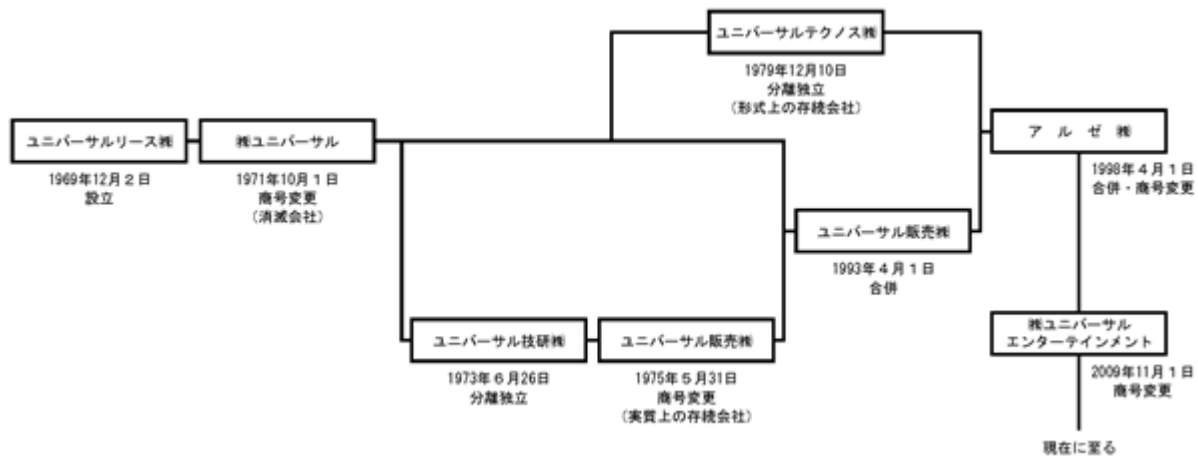 ユニバーサルテクノス㈱
1979年12月10日
分離独立
(形式上の存続会社)
ユニバーサルリース㈱
1969年12月2日
設立
㈱ユニバーサル
1971年10月1日
商号変更
(消滅会社)
アルゼ㈱
1998年4月1日
合併・商号変更
ユニバーサル販売㈱
1993年4月1日
合併
ユニバーサル技研㈱
1973年6月26日
分離独立
ユニバーサル販売㈱
1975年5月31日
商号変更
(実質上の存続会社)
㈱ユニバーサル
エンターテインメント
2009年11月1日
商号変更
現在に至る